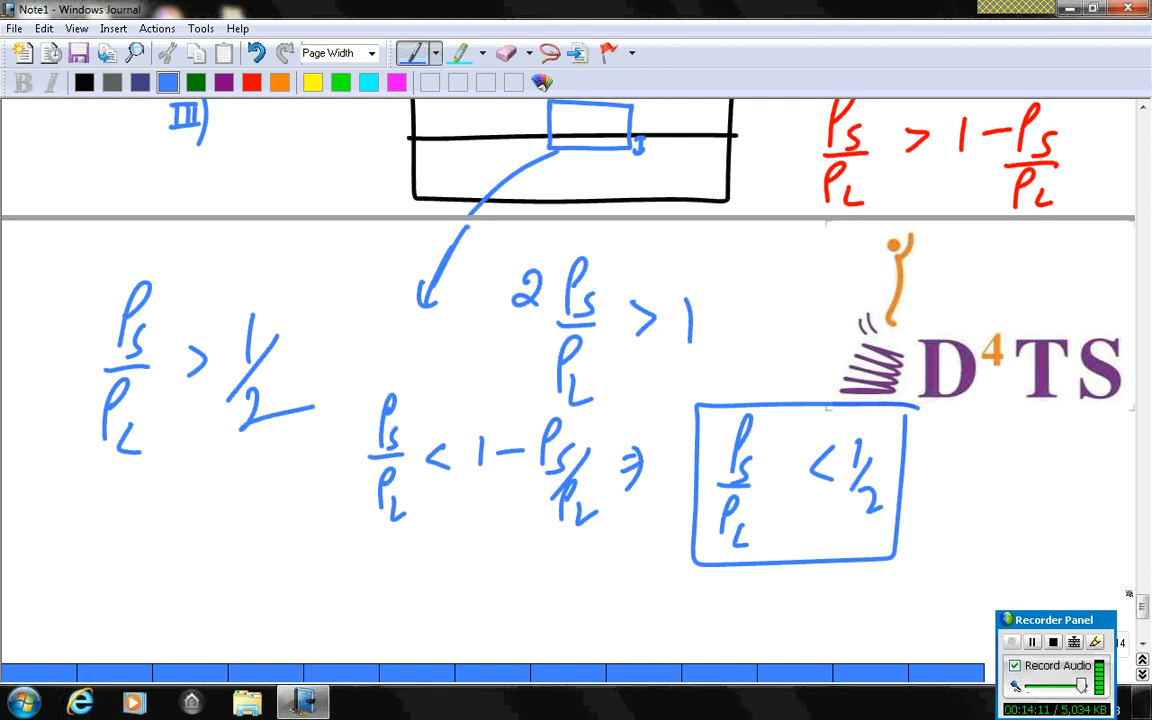 Note1 - Windows Journal
File Edit View Insert Actions Tools Help
Page Width
B I
III)
I
ρS/ρL > 1 - ρS/ρL
2 ρS/ρL > 1
ρS/ρL > 1/2
D4TS
ρS/ρL < 1 - ρS/ρL ⇒ ρS/ρL < 1/2
Recorder Panel
Record Audio
00:14:11 / 5,034 KB
14